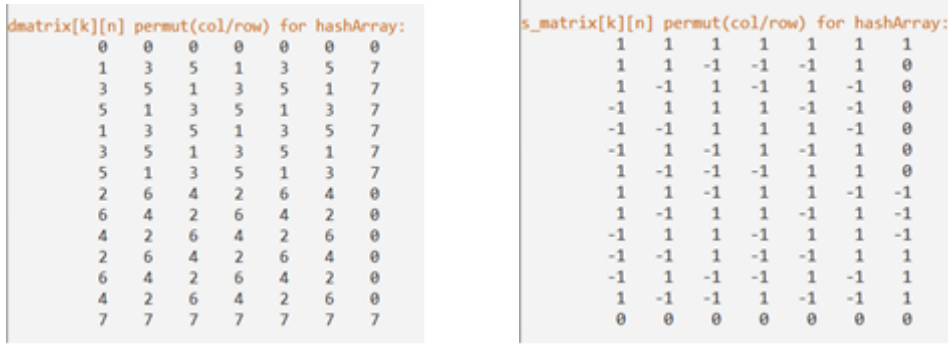 dmatrix[k][n] permut(col/row) for hashArray:
0 0 0 0 0 0 0
1 3 5 1 3 5 7
3 5 1 3 5 1 7
5 1 3 5 1 3 7
1 3 5 1 3 5 7
3 5 1 3 5 1 7
5 1 3 5 1 3 7
2 6 4 2 6 4 0
6 4 2 6 4 2 0
4 2 6 4 2 6 0
2 6 4 2 6 4 0
6 4 2 6 4 2 0
4 2 6 4 2 6 0
7 7 7 7 7 7 7
s_matrix[k][n] permut(col/row) for hashArray:
1 1 1 1 1 1 1
1 1 -1 -1 -1 1 0
1 -1 1 -1 1 -1 0
-1 1 1 1 -1 -1 0
-1 -1 1 1 1 -1 0
-1 1 -1 1 -1 1 0
1 -1 -1 -1 1 1 0
1 1 -1 1 1 -1 -1
1 -1 1 1 -1 1 -1
-1 1 1 -1 1 1 -1
-1 -1 1 -1 -1 1 1
-1 1 -1 -1 1 -1 1
1 -1 -1 1 -1 -1 1
0 0 0 0 0 0 0